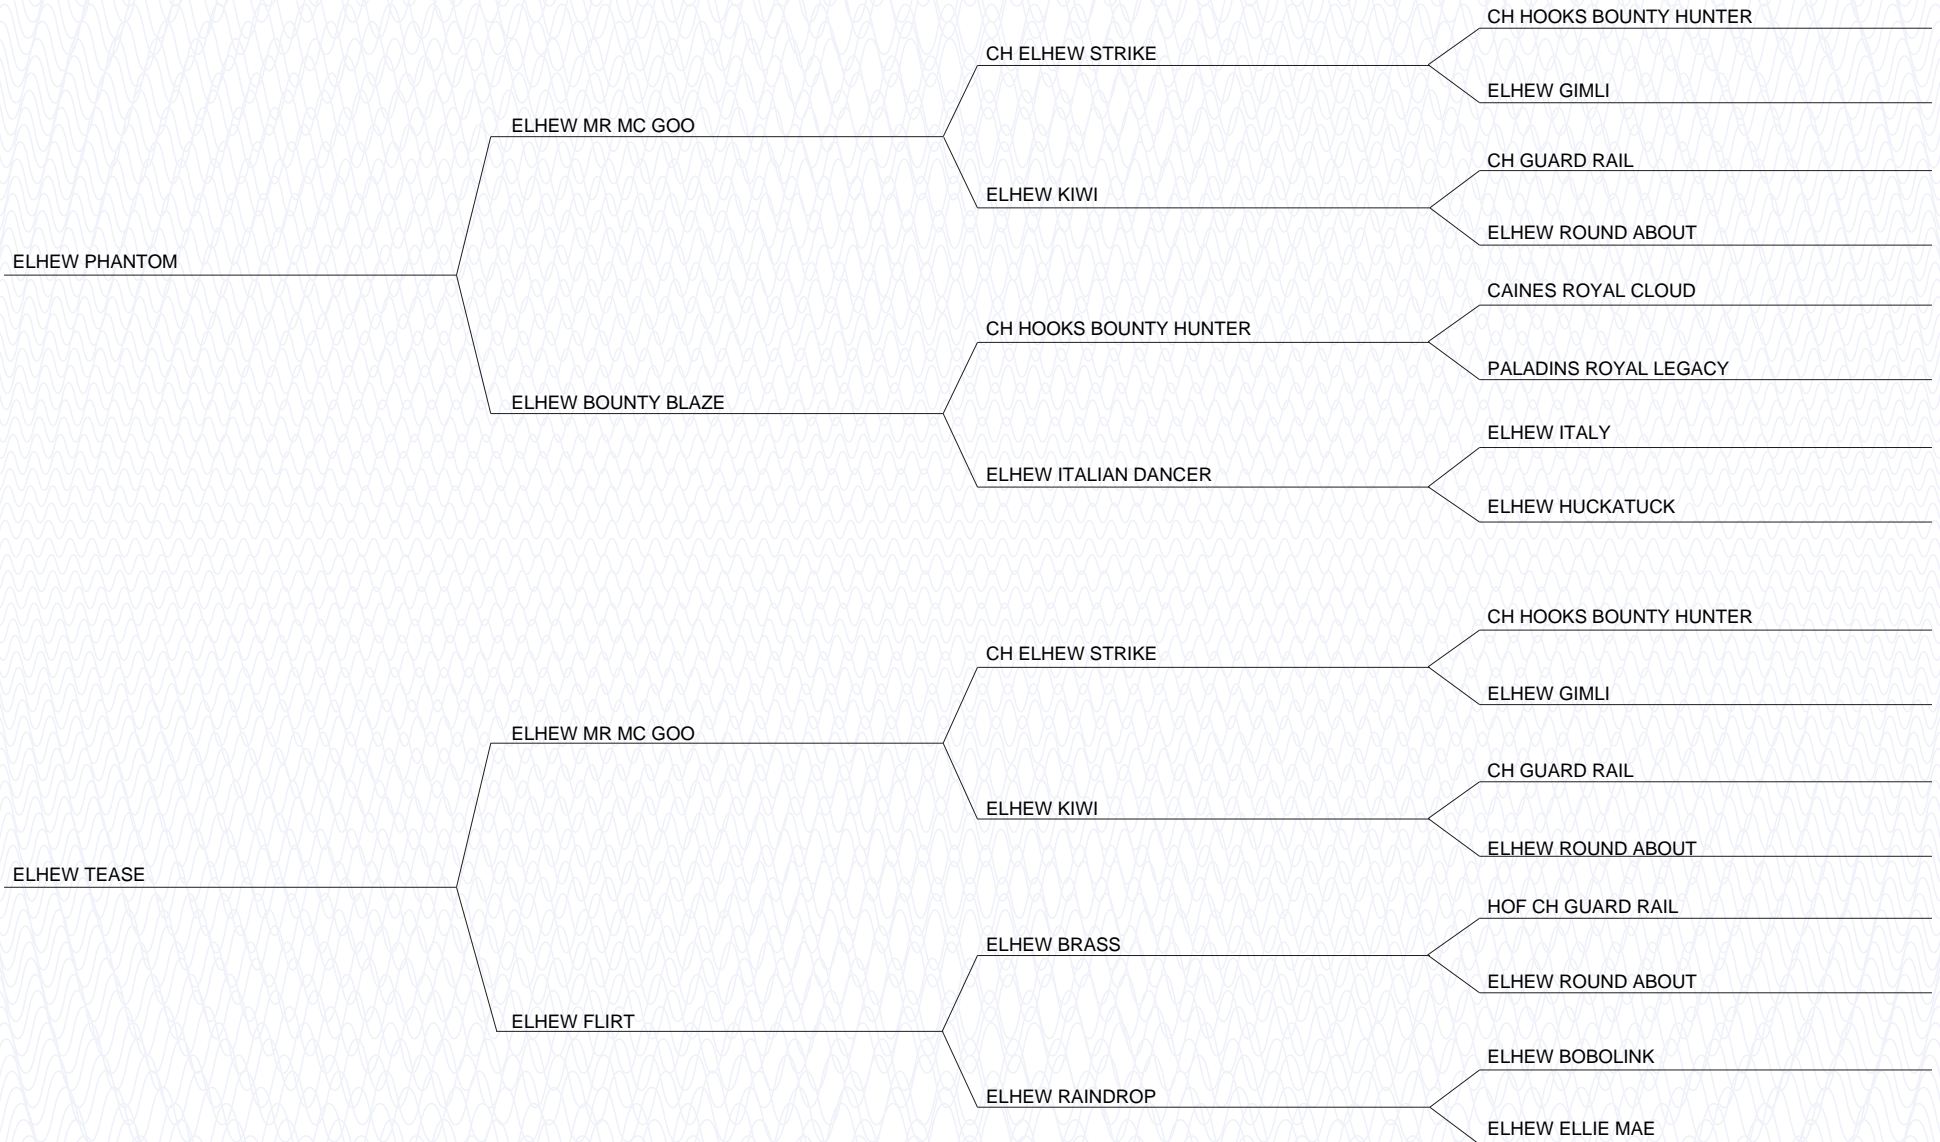 CH HOOKS BOUNTY HUNTER
CH ELHEW STRIKE
ELHEW GIMLI
ELHEW MR MC GOO
CH GUARD RAIL
ELHEW KIWI
ELHEW ROUND ABOUT
ELHEW PHANTOM
CAINES ROYAL CLOUD
CH HOOKS BOUNTY HUNTER
PALADINS ROYAL LEGACY
ELHEW BOUNTY BLAZE
ELHEW ITALY
ELHEW ITALIAN DANCER
ELHEW HUCKATUCK
CH HOOKS BOUNTY HUNTER
CH ELHEW STRIKE
ELHEW GIMLI
ELHEW MR MC GOO
CH GUARD RAIL
ELHEW KIWI
ELHEW ROUND ABOUT
ELHEW TEASE
HOF CH GUARD RAIL
ELHEW BRASS
ELHEW ROUND ABOUT
ELHEW FLIRT
ELHEW BOBOLINK
ELHEW RAINDROP
ELHEW ELLIE MAE